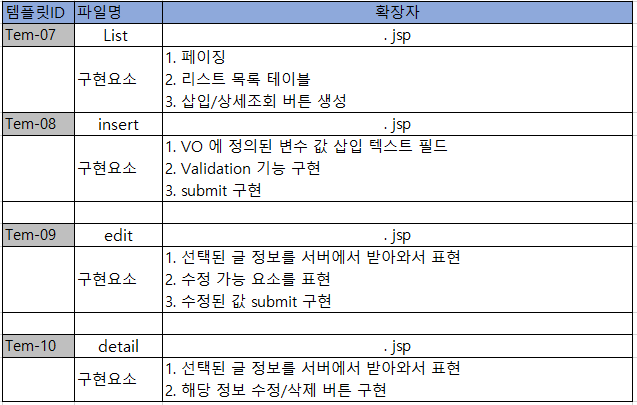 템플릿ID 파일명 확장자
Tem-07 List . jsp
구현요소
1. 페이징
2. 리스트 목록 테이블
3. 삽입/상세조회 버튼 생성
Tem-08 insert . jsp
구현요소
1. VO 에 정의된 변수 값 삽입 텍스트 필드
2. Validation 기능 구현
3. submit 구현
Tem-09 edit . jsp
구현요소
1. 선택된 글 정보를 서버에서 받아와서 표현
2. 수정 가능 요소를 표현
3. 수정된 값 submit 구현
Tem-10 detail . jsp
구현요소
1. 선택된 글 정보를 서버에서 받아와서 표현
2. 해당 정보 수정/삭제 버튼 구현